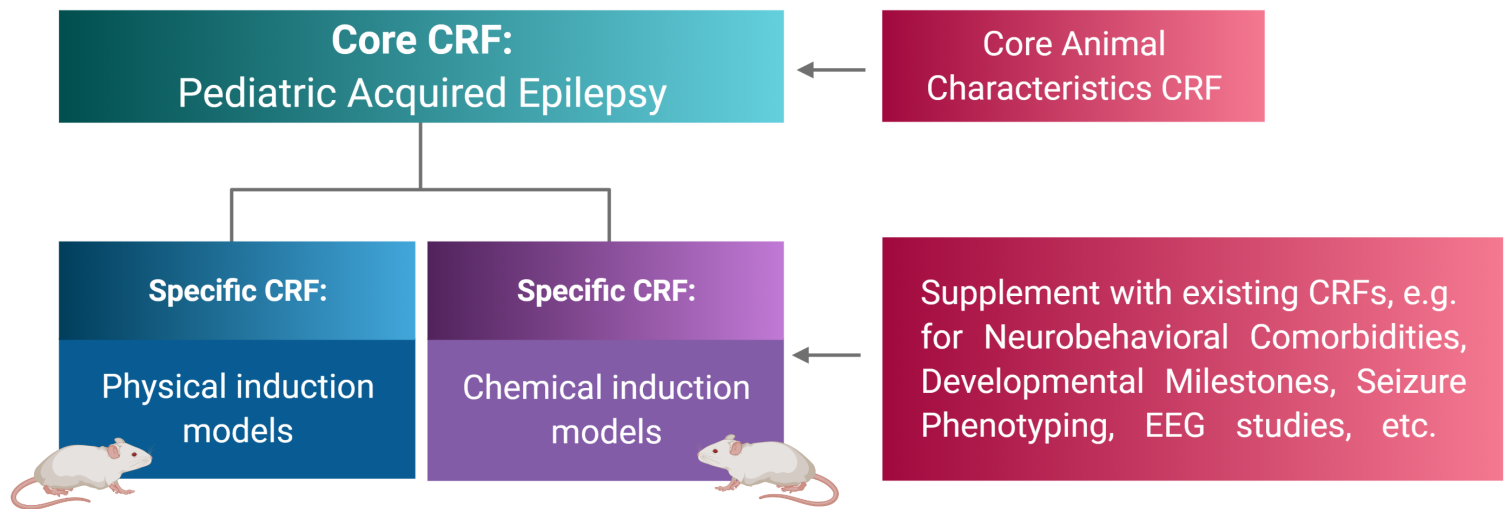 Core CRF:
Pediatric Acquired Epilepsy
Core Animal
Characteristics CRF
Specific CRF:
Physical induction
models
Specific CRF:
Chemical induction
models
Supplement with existing CRFs, e.g.
for Neurobehavioral Comorbidities,
Developmental Milestones, Seizure
Phenotyping, EEG studies, etc.